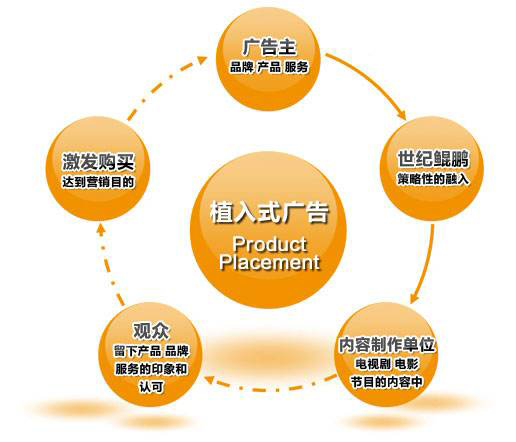 广告主
品牌 产品 服务
世纪鲲鹏
策略性的融入
内容制作单位
电视剧 电影
节目的内容中
观众
留下产品 品牌
服务的印象和
认可
激发购买
达到营销目的
植入式广告
Product
Placement